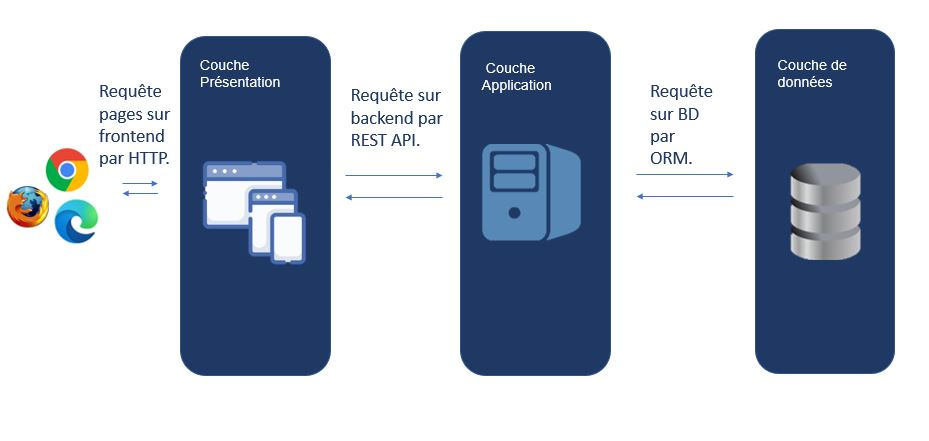 Requête
pages sur
frontend
par HTTP.
Couche
Présentation
Requête sur
backend par
REST API.
Couche
Application
Requête
sur BD
par
ORM.
Couche de
données